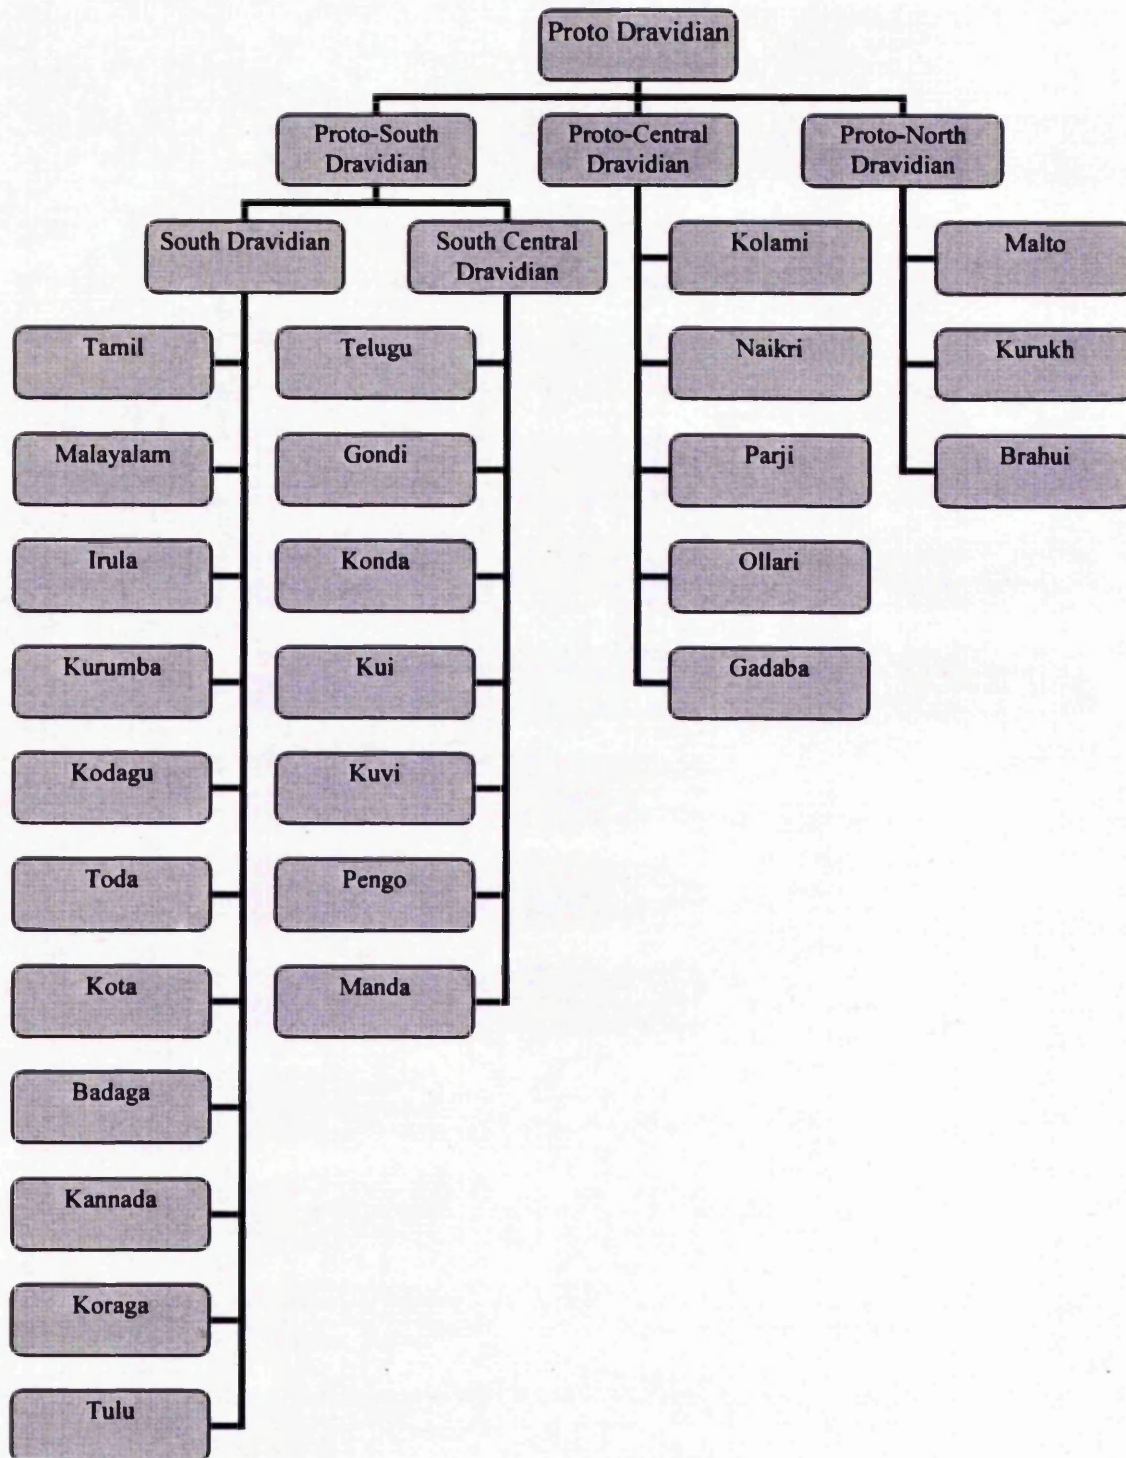 Proto Dravidian
Proto-South
Dravidian
Proto-Central
Dravidian
Proto-North
Dravidian
South Dravidian
South Central
Dravidian
Kolami
Malto
Tamil
Telugu
Naikri
Kurukh
Malayalam
Gondi
Parji
Brahui
Irula
Konda
Ollari
Kurumba
Kui
Gadaba
Kodagu
Kuvi
Toda
Pengo
Kota
Manda
Badaga
Kannada
Koraga
Tulu